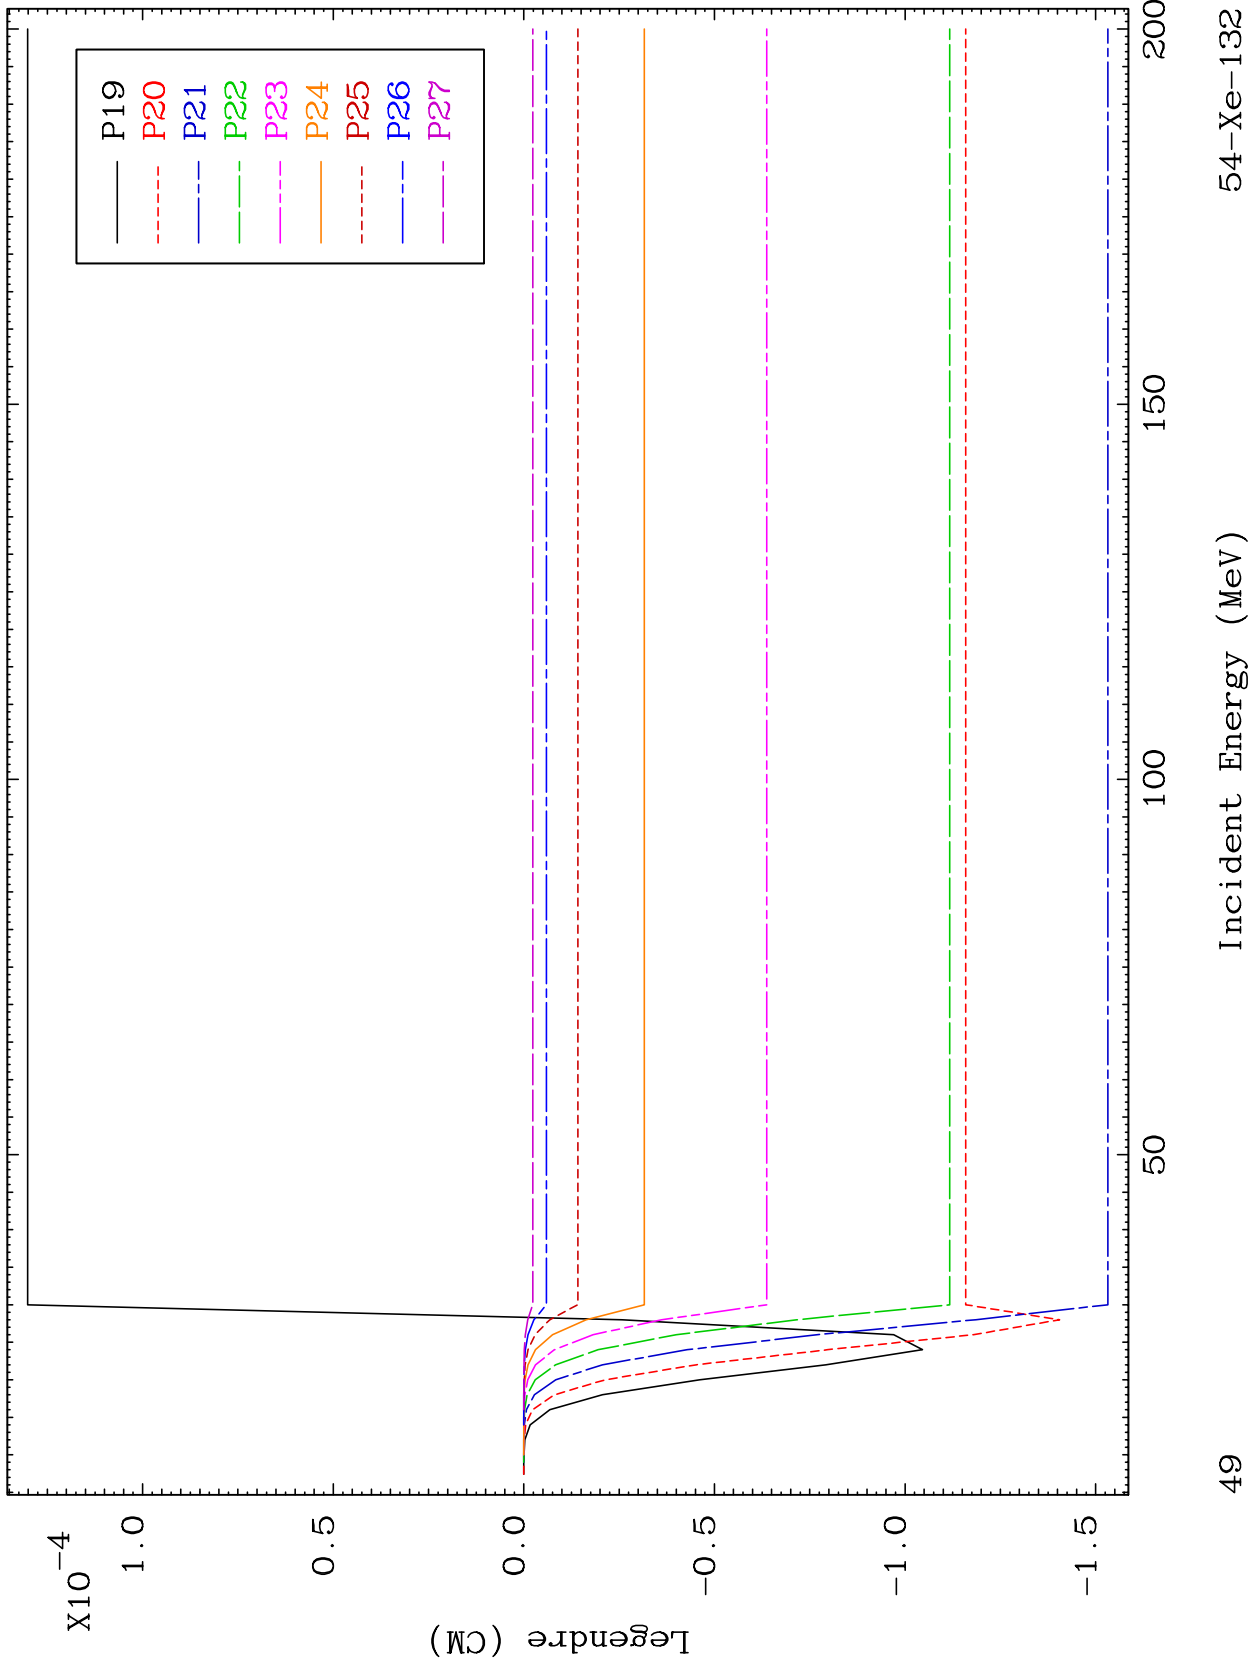 X10-4
1.0
0.5
0.0
-0.5
-1.0
-1.5
Legendre (CM)
P19
P20
P21
P22
P23
P24
P25
P26
P27
50
100
150
200
49
Incident Energy (MeV)
54-Xe-132